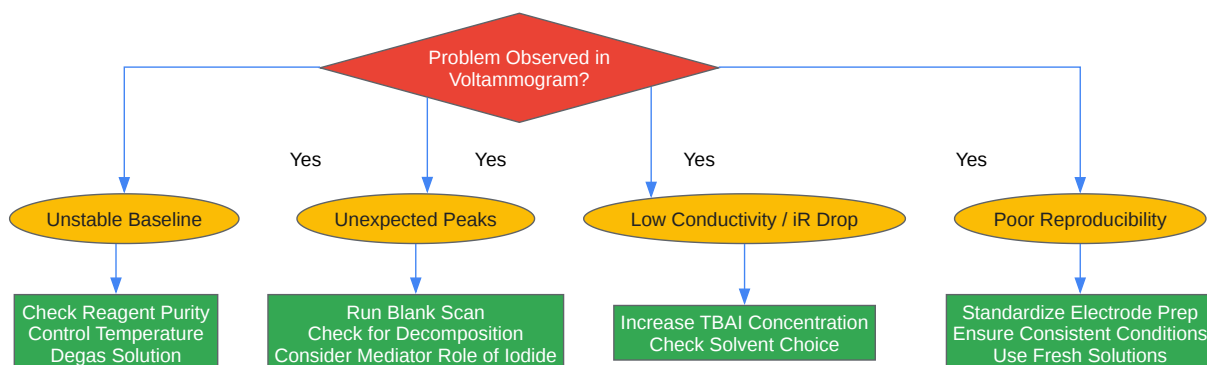 Problem Observed in
Voltammogram?
Yes
Yes
Yes
Yes
Unstable Baseline
Unexpected Peaks
Low Conductivity / iR Drop
Poor Reproducibility
Check Reagent Purity
Control Temperature
Degas Solution
Run Blank Scan
Check for Decomposition
Consider Mediator Role of Iodide
Increase TBAI Concentration
Check Solvent Choice
Standardize Electrode Prep
Ensure Consistent Conditions
Use Fresh Solutions